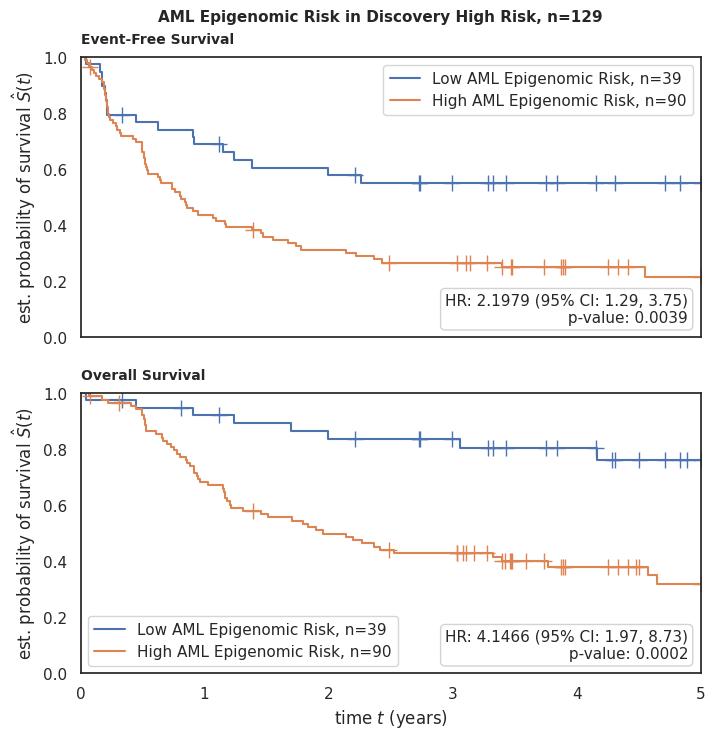 AML Epigenomic Risk in Discovery High Risk, n=129
Event-Free Survival
est. probability of survival Ŝ(t)
1.0
0.8
0.6
0.4
0.2
0.0
Low AML Epigenomic Risk, n=39
High AML Epigenomic Risk, n=90
HR: 2.1979 (95% CI: 1.29, 3.75)
p-value: 0.0039
Overall Survival
est. probability of survival Ŝ(t)
1.0
0.8
0.6
0.4
0.2
0.0
Low AML Epigenomic Risk, n=39
High AML Epigenomic Risk, n=90
HR: 4.1466 (95% CI: 1.97, 8.73)
p-value: 0.0002
0 1 2 3 4 5
time t (years)